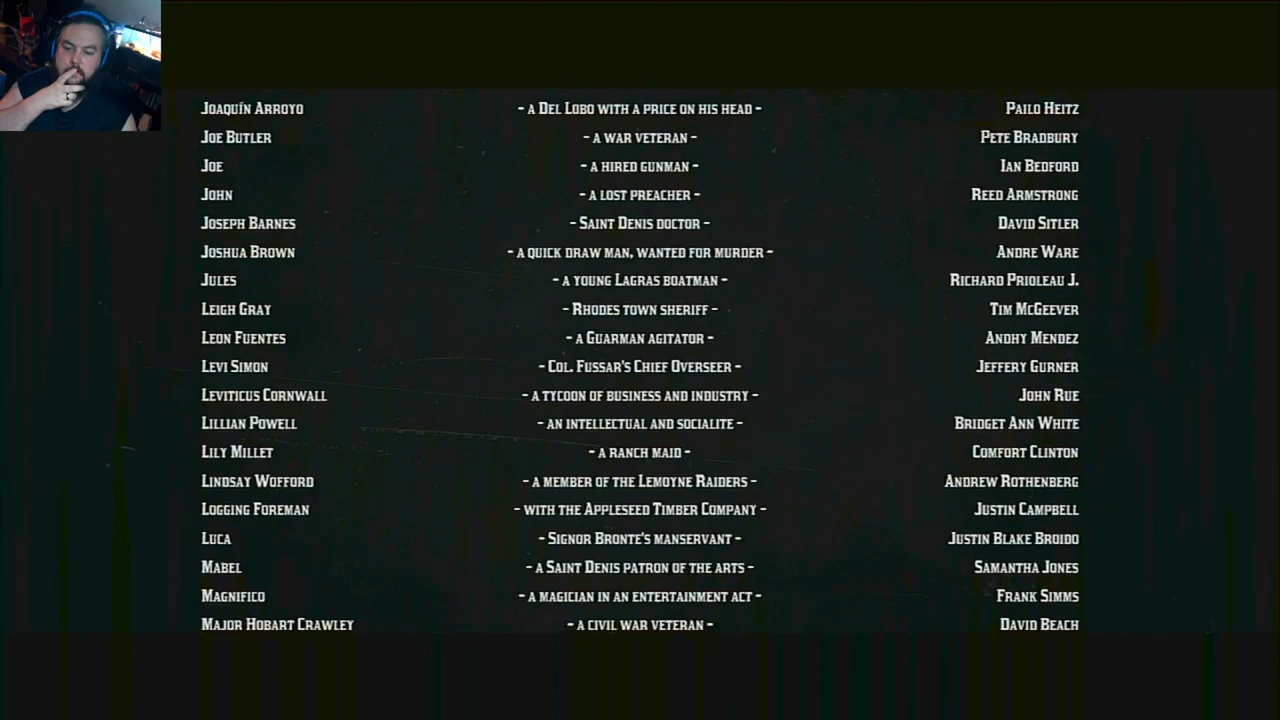 Joaquín Arroyo - a Del Lobo with a price on his head - Pailo Heitz
Joe Butler - a war veteran - Pete Bradbury
Joe - a hired gunman - Ian Bedford
John - a lost preacher - Reed Armstrong
Joseph Barnes - Saint Denis doctor - David Sitler
Joshua Brown - a quick draw man, wanted for murder - Andre Ware
Jules - a young Lagras boatman - Richard Prioleau J.
Leigh Gray - Rhodes town sheriff - Tim McGeever
Leon Fuentes - a Guarman agitator - Andhy Mendez
Levi Simon - Col. Fussar's Chief Overseer - Jeffery Gurner
Leviticus Cornwall - a tycoon of business and industry - John Rue
Lillian Powell - an intellectual and socialite - Bridget Ann White
Lily Millet - a ranch maid - Comfort Clinton
Lindsay Wofford - a member of the Lemoyne Raiders - Andrew Rothenberg
Logging Foreman - with the Appleseed Timber Company - Justin Campbell
Luca - Signor Bronte's manservant - Justin Blake Broido
Mabel - a Saint Denis patron of the arts - Samantha Jones
Magnifico - a magician in an entertainment act - Frank Simms
Major Hobart Crawley - a civil war veteran - David Beach